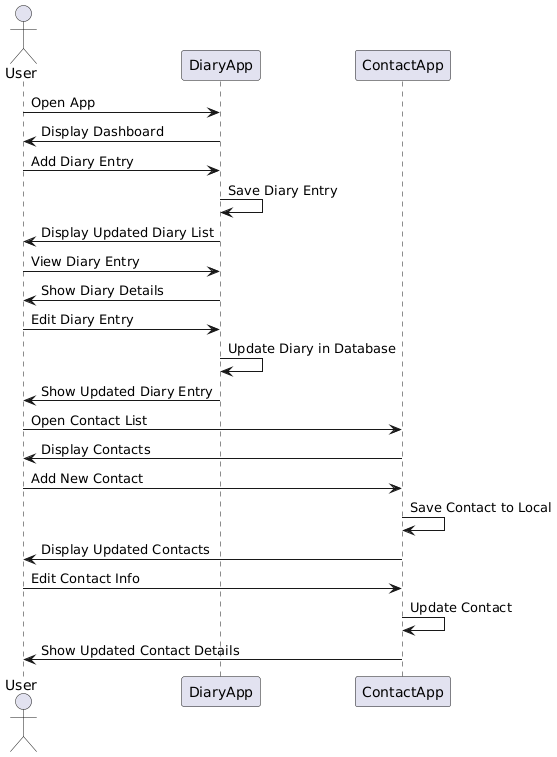 User
DiaryApp
ContactApp
Open App
Display Dashboard
Add Diary Entry
Save Diary Entry
Display Updated Diary List
View Diary Entry
Show Diary Details
Edit Diary Entry
Update Diary in Database
Show Updated Diary Entry
Open Contact List
Display Contacts
Add New Contact
Save Contact to Local
Display Updated Contacts
Edit Contact Info
Update Contact
Show Updated Contact Details
User
DiaryApp
ContactApp